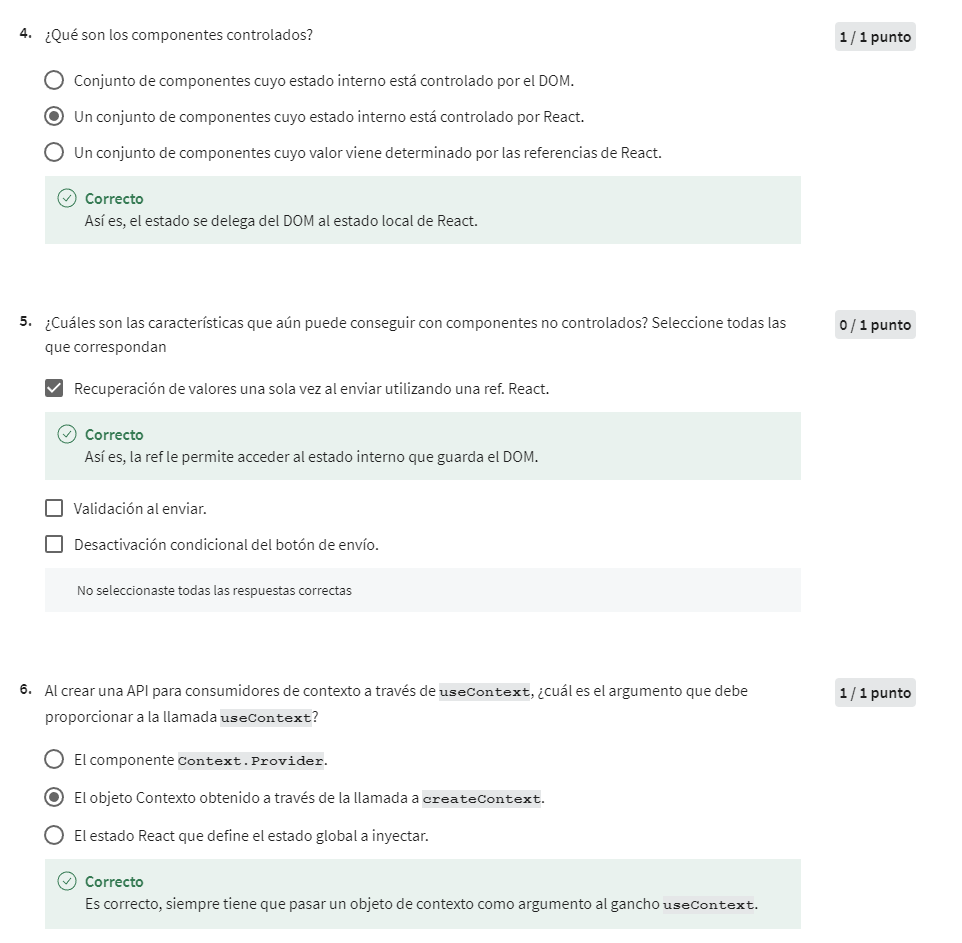 4. ¿Qué son los componentes controlados?
1 / 1 punto
Conjunto de componentes cuyo estado interno está controlado por el DOM.
Un conjunto de componentes cuyo estado interno está controlado por React.
Un conjunto de componentes cuyo valor viene determinado por las referencias de React.
Correcto
Así es, el estado se delega del DOM al estado local de React.
5. ¿Cuáles son las características que aún puede conseguir con componentes no controlados? Seleccione todas las
que correspondan
0 / 1 punto
Recuperación de valores una sola vez al enviar utilizando una ref. React.
Correcto
Así es, la ref le permite acceder al estado interno que guarda el DOM.
Validación al enviar.
Desactivación condicional del botón de envío.
No seleccionaste todas las respuestas correctas
6. Al crear una API para consumidores de contexto a través de useContext, ¿cuál es el argumento que debe
proporcionar a la llamada useContext?
1 / 1 punto
El componente Context.Provider.
El objeto Contexto obtenido a través de la llamada a createContext.
El estado React que define el estado global a inyectar.
Correcto
Es correcto, siempre tiene que pasar un objeto de contexto como argumento al gancho useContext.